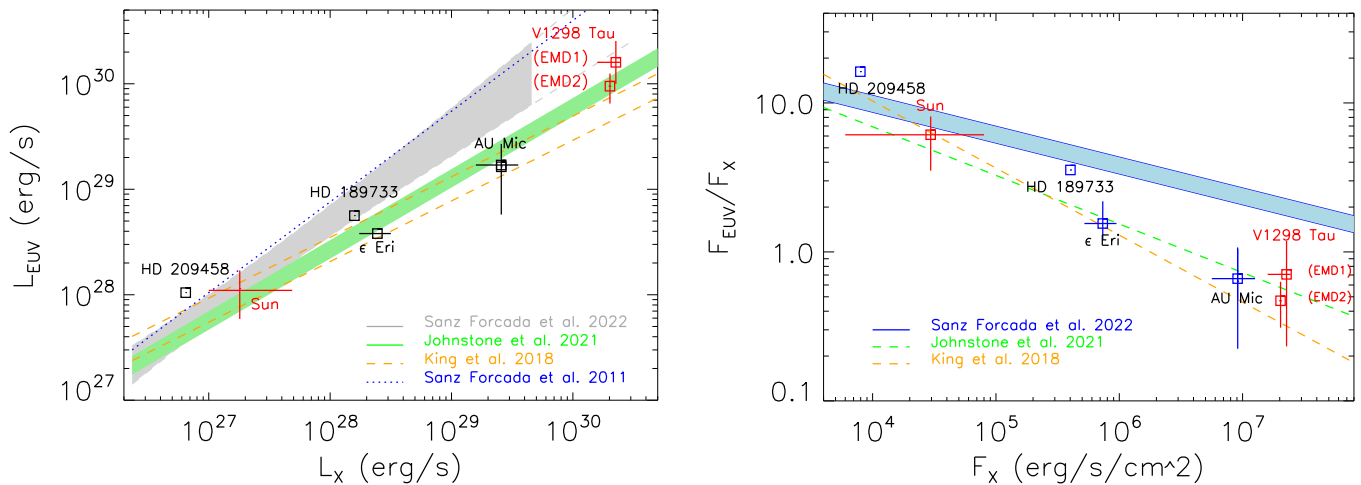 L_EUV (erg/s)
10^30
10^29
10^28
10^27
V1298 Tau
(EMD1)
(EMD2)
AU Mic
HD 189733
ϵ Eri
HD 209458
Sun
Sanz Forcada et al. 2022
Johnstone et al. 2021
King et al. 2018
Sanz Forcada et al. 2011
10^27 10^28 10^29 10^30
L_X (erg/s)
F_EUV/F_X
10.0
1.0
0.1
HD 209458
Sun
HD 189733
ϵ Eri
V1298 Tau
(EMD1)
AU Mic
(EMD2)
Sanz Forcada et al. 2022
Johnstone et al. 2021
King et al. 2018
10^4 10^5 10^6 10^7
F_X (erg/s/cm^2)